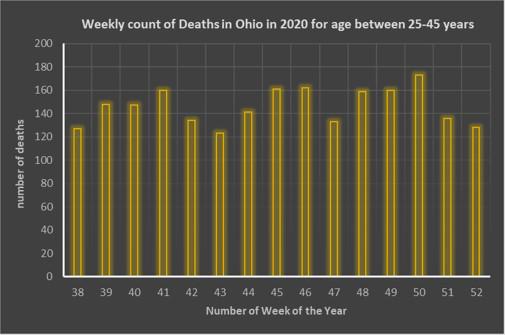 Weekly count of Deaths in Ohio in 2020 for age between 25-45 years
200
180
160
140
120
100
80
60
40
20
0
number of deaths
38 39 40 41 42 43 44 45 46 47 48 49 50 51 52
Number of Week of the Year